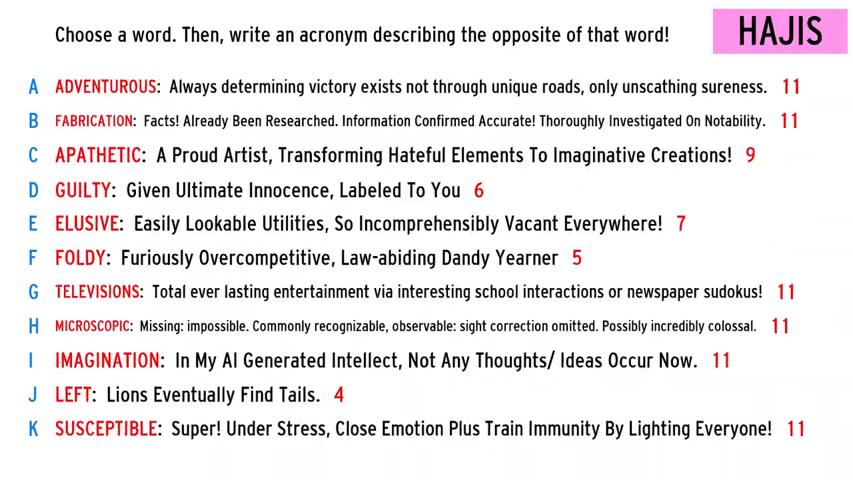 Choose a word. Then, write an acronym describing the opposite of that word!
HAJIS
A ADVENTUROUS: Always determining victory exists not through unique roads, only unscathing sureness. 11
B FABRICATION: Facts! Already Been Researched. Information Confirmed Accurate! Thoroughly Investigated On Notability. 11
C APATHETIC: A Proud Artist, Transforming Hateful Elements To Imaginative Creations! 9
D GUILTY: Given Ultimate Innocence, Labeled To You 6
E ELUSIVE: Easily Lookable Utilities, So Incomprehensibly Vacant Everywhere! 7
F FOLDY: Furiously Overcompetitive, Law-abiding Dandy Yearner 5
G TELEVISIONS: Total ever lasting entertainment via interesting school interactions or newspaper sudokus! 11
H MICROSCOPIC: Missing: impossible. Commonly recognizable, observable: sight correction omitted. Possibly incredibly colossal. 11
I IMAGINATION: In My AI Generated Intellect, Not Any Thoughts/ Ideas Occur Now. 11
J LEFT: Lions Eventually Find Tails. 4
K SUSCEPTIBLE: Super! Under Stress, Close Emotion Plus Train Immunity By Lighting Everyone! 11